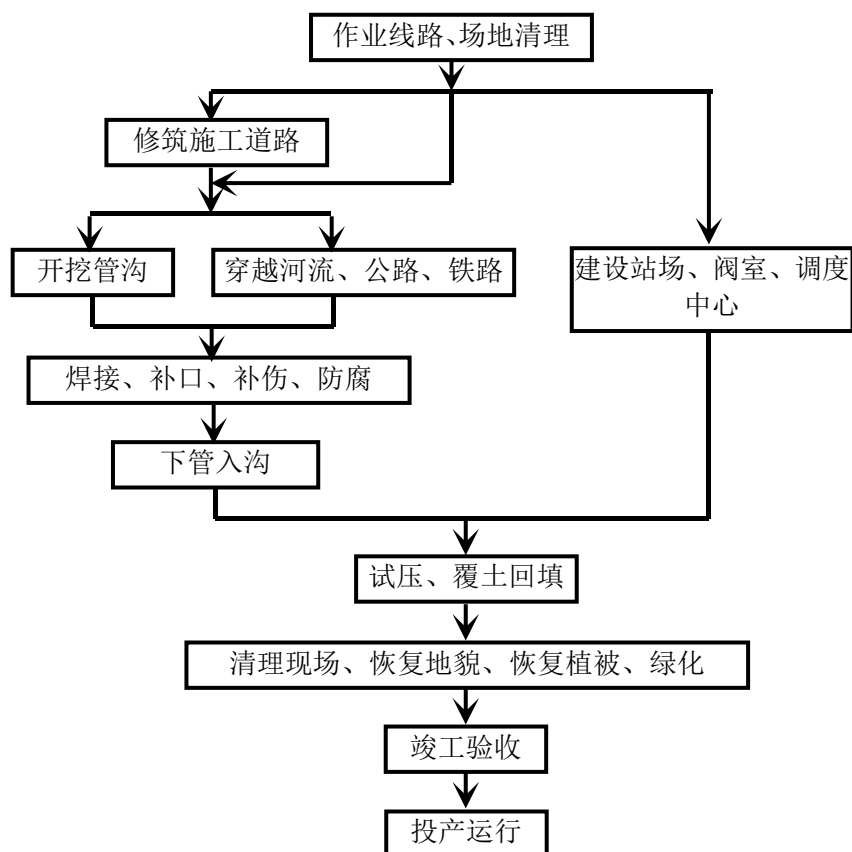 作业线路、场地清理
修筑施工道路
开挖管沟
穿越河流、公路、铁路
建设站场、阀室、调度
中心
焊接、补口、补伤、防腐
下管入沟
试压、覆土回填
清理现场、恢复地貌、恢复植被、绿化
竣工验收
投产运行